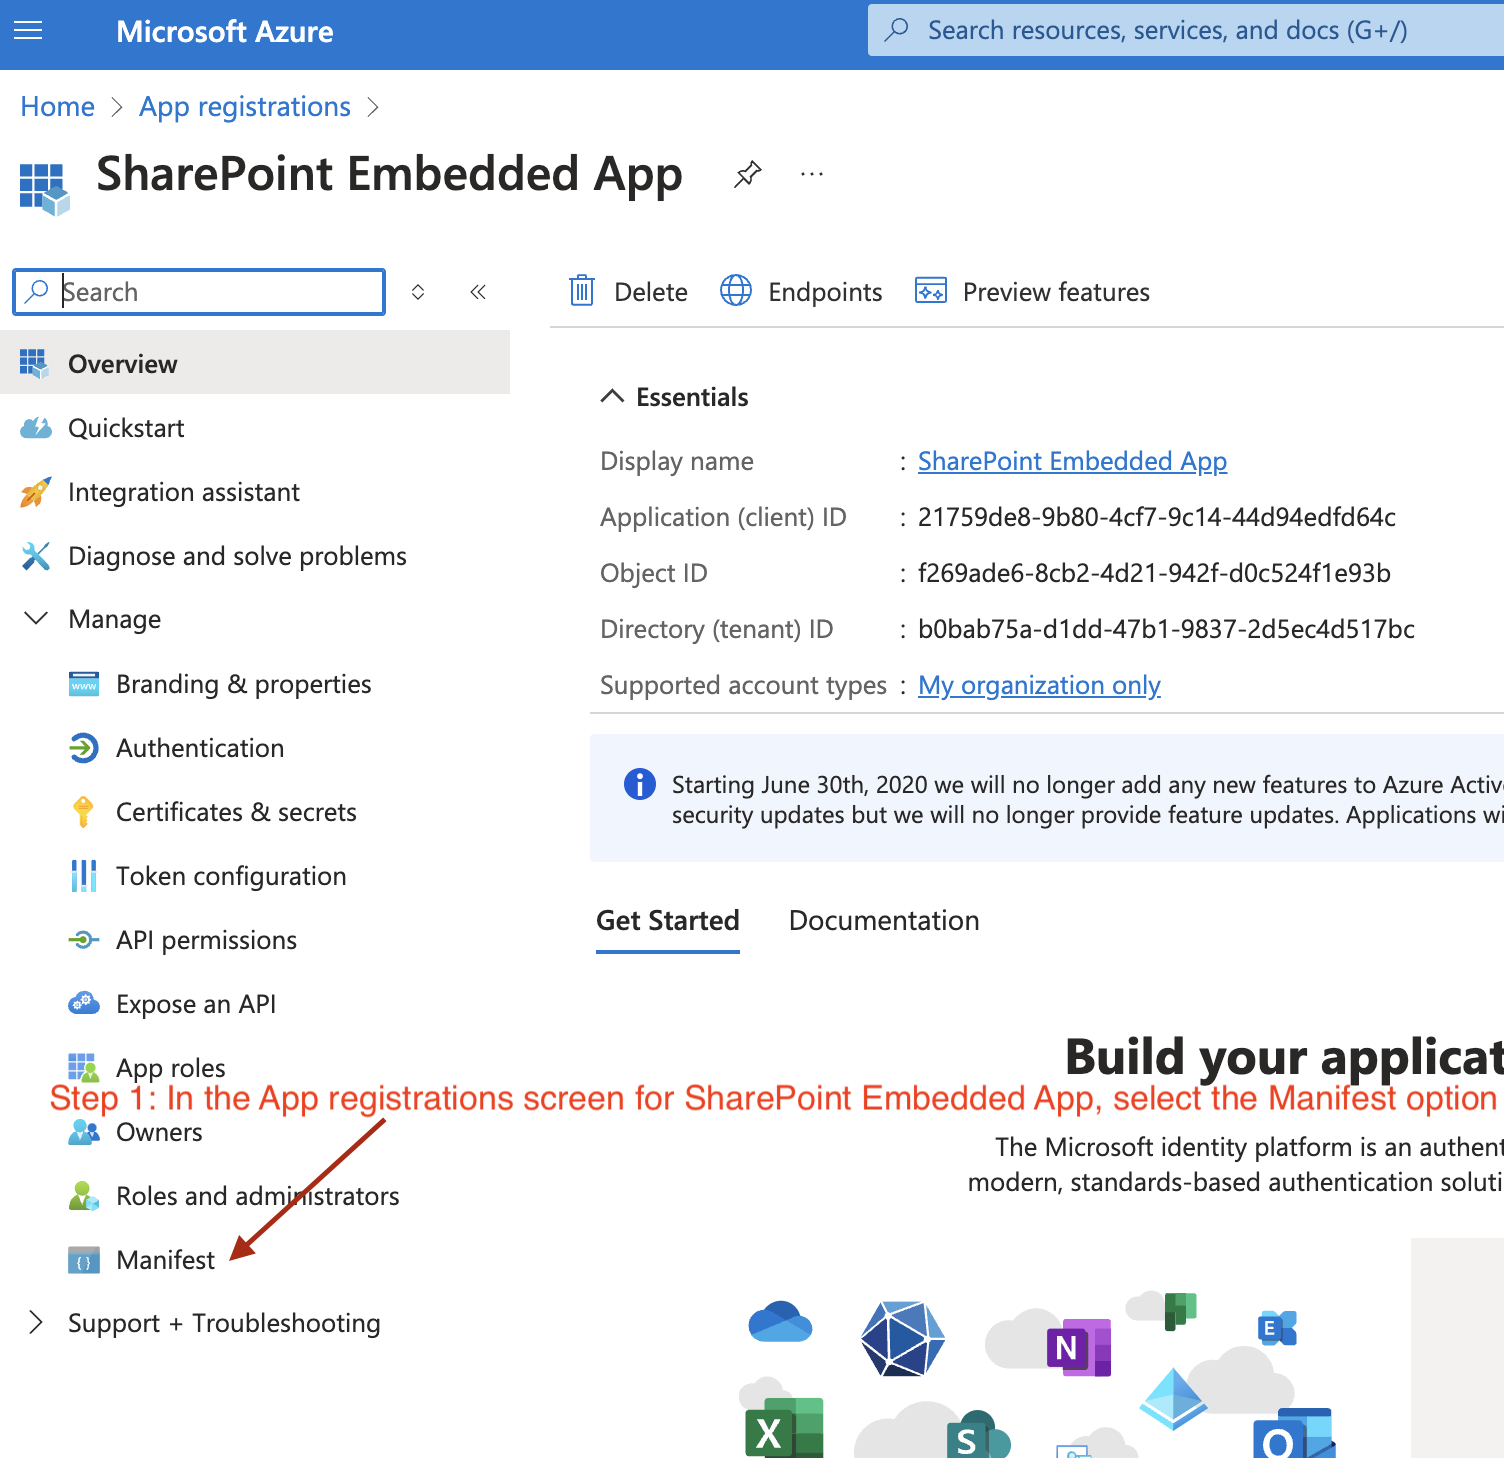 Microsoft Azure
Search resources, services, and docs (G+/)
Home > App registrations >
SharePoint Embedded App
Search
Delete
Endpoints
Preview features
Overview
Quickstart
Integration assistant
Diagnose and solve problems
Manage
Branding & properties
Authentication
Certificates & secrets
Token configuration
API permissions
Expose an API
App roles
Step 1: In the App registrations screen for SharePoint Embedded App, select the Manifest option
Owners
Roles and administrators
Manifest
Support + Troubleshooting
Essentials
Display name : SharePoint Embedded App
Application (client) ID : 21759de8-9b80-4cf7-9c14-44d94edfd64c
Object ID : f269ade6-8cb2-4d21-942f-d0c524f1e93b
Directory (tenant) ID : b0bab75a-d1dd-47b1-9837-2d5ec4d517bc
Supported account types : My organization only
Starting June 30th, 2020 we will no longer add any new features to Azure Activ
security updates but we will no longer provide feature updates. Applications wi
Get Started
Documentation
Build your applicat
The Microsoft identity platform is an authent
modern, standards-based authentication soluti
www
{ }
N
E
X
S
O